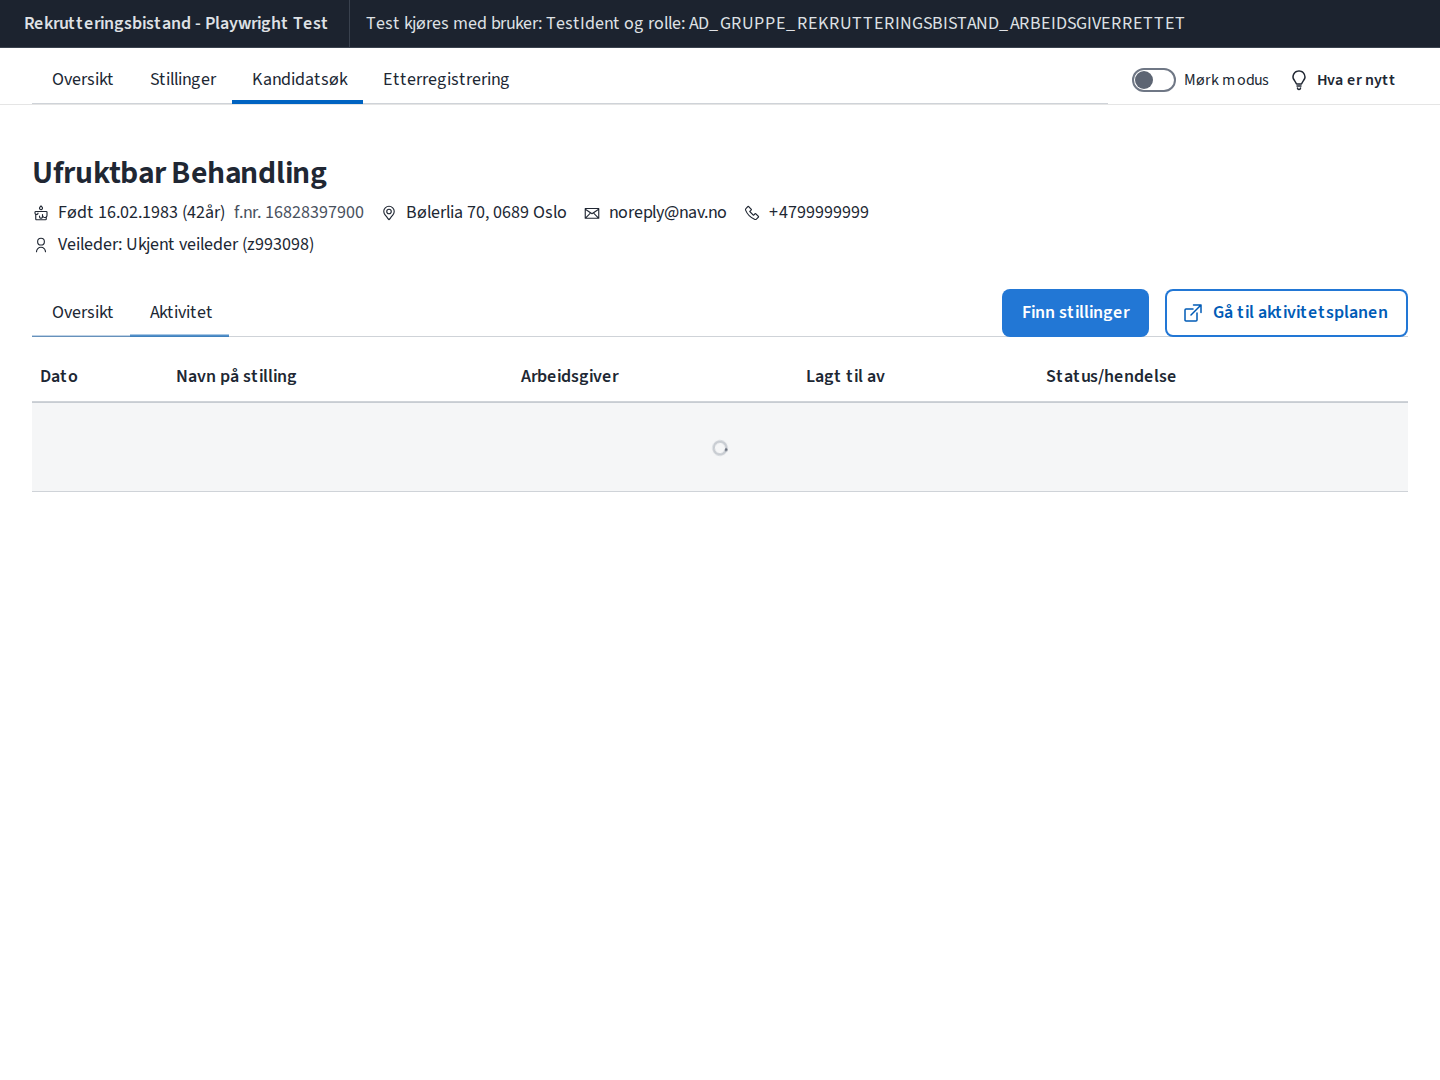 Rekrutteringsbistand - Playwright Test
Test kjøres med bruker: TestIdent og rolle: AD_GRUPPE_REKRUTTERINGSBISTAND_ARBEIDSGIVERRETTET
Oversikt
Stillinger
Kandidatsøk
Etterregistrering
Mørk modus
Hva er nytt
Ufruktbar Behandling
Født 16.02.1983 (42år) f.nr. 16828397900
Bølerlia 70, 0689 Oslo
noreply@nav.no
+4799999999
Veileder: Ukjent veileder (z993098)
Oversikt
Aktivitet
Finn stillinger
Gå til aktivitetsplanen
Dato
Navn på stilling
Arbeidsgiver
Lagt til av
Status/hendelse